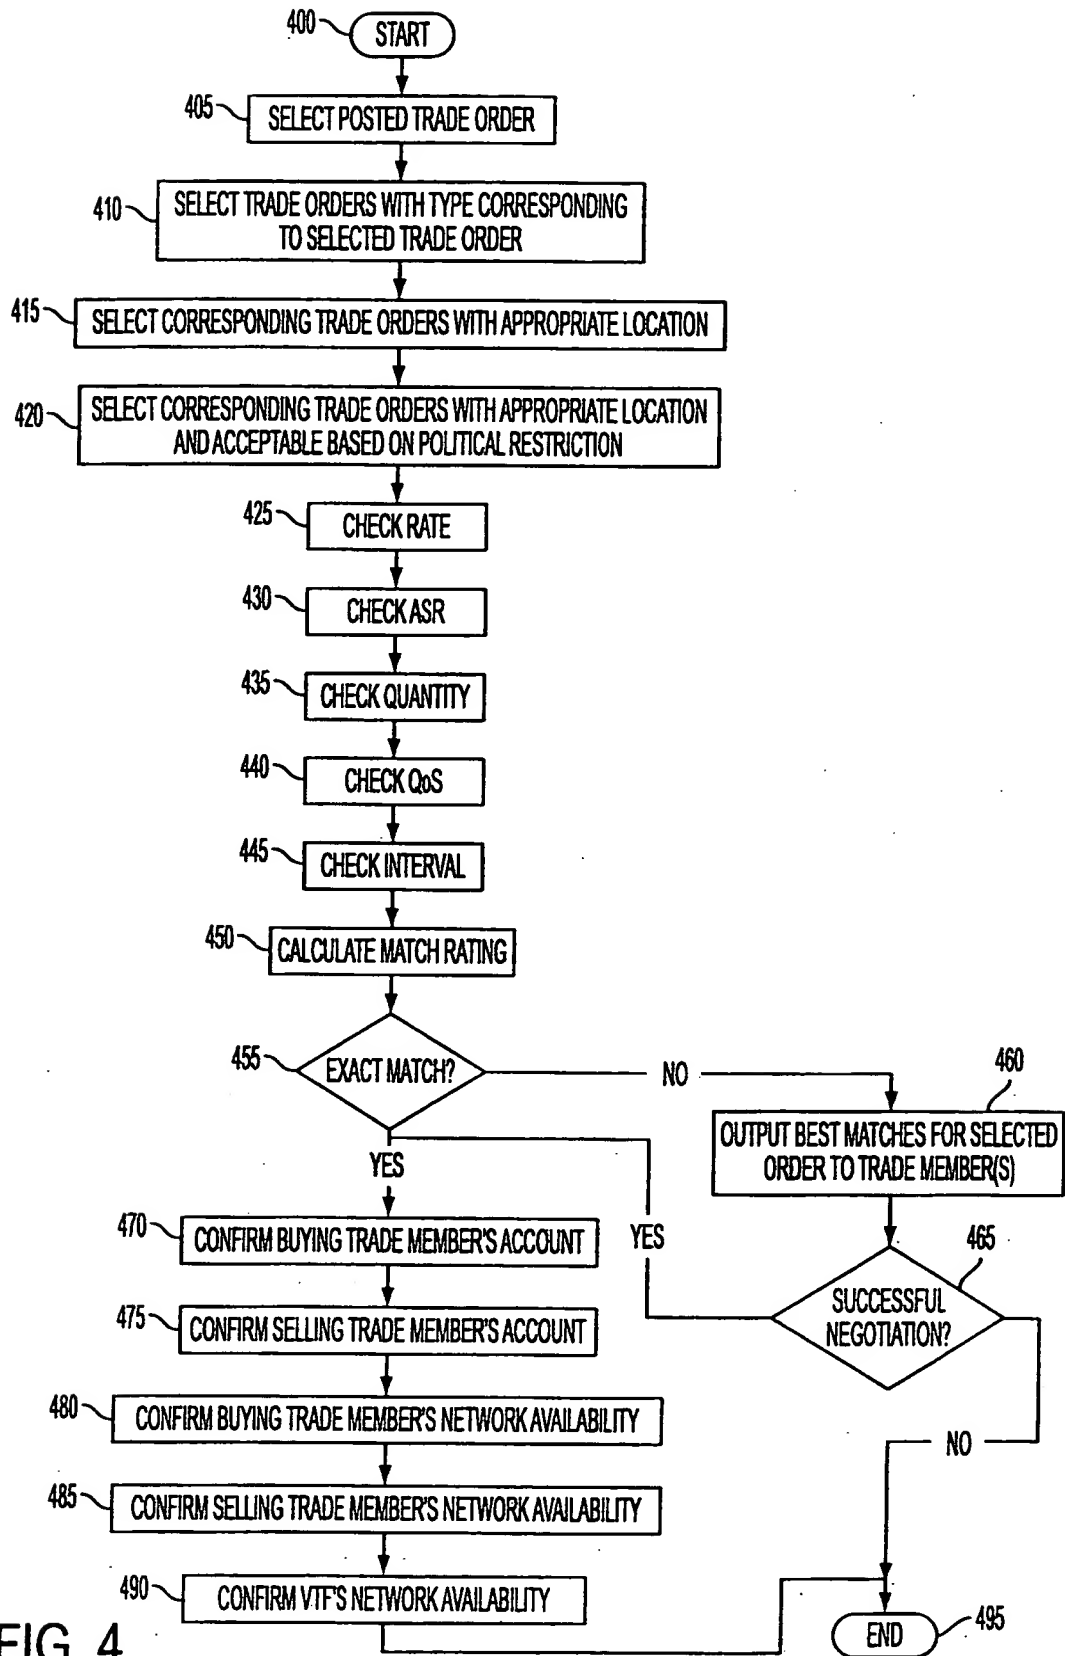 400
START
405
SELECT POSTED TRADE ORDER
410
SELECT TRADE ORDERS WITH TYPE CORRESPONDING
TO SELECTED TRADE ORDER
415
SELECT CORRESPONDING TRADE ORDERS WITH APPROPRIATE LOCATION
420
SELECT CORRESPONDING TRADE ORDERS WITH APPROPRIATE LOCATION
AND ACCEPTABLE BASED ON POLITICAL RESTRICTION
425
CHECK RATE
430
CHECK ASR
435
CHECK QUANTITY
440
CHECK QoS
445
CHECK INTERVAL
450
CALCULATE MATCH RATING
455
EXACT MATCH?
NO
460
OUTPUT BEST MATCHES FOR SELECTED
ORDER TO TRADE MEMBER(S)
YES
465
SUCCESSFUL
NEGOTIATION?
YES
NO
470
CONFIRM BUYING TRADE MEMBER'S ACCOUNT
475
CONFIRM SELLING TRADE MEMBER'S ACCOUNT
480
CONFIRM BUYING TRADE MEMBER'S NETWORK AVAILABILITY
485
CONFIRM SELLING TRADE MEMBER'S NETWORK AVAILABILITY
490
CONFIRM VTF'S NETWORK AVAILABILITY
495
END
FIG. 4